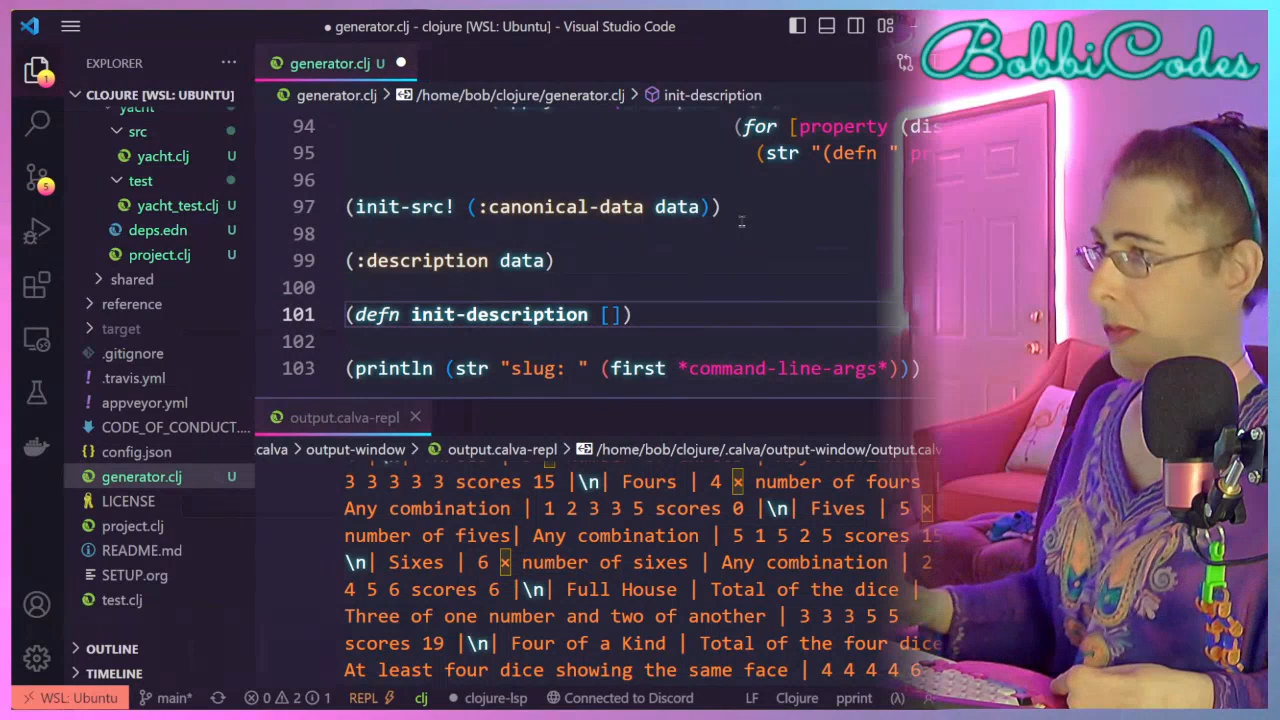 generator.clj - clojure [WSL: Ubuntu] - Visual Studio Code
BobbiCodes
EXPLORER
generator.clj U
CLOJURE [WSL: UBUNTU]
generator.clj > /home/bob/clojure/generator.clj > init-description
yacht
src
yacht.clj U
test
yacht_test.clj U
deps.edn U
project.clj U
shared
reference
target
.gitignore
.travis.yml
appveyor.yml
CODE_OF_CONDUCT....
config.json
generator.clj U
LICENSE
project.clj
README.md
SETUP.org
test.clj
OUTLINE
TIMELINE
1
5
94 (for [property (dis
95 (str "(defn " pr
96
97 (init-src! (:canonical-data data))
98
99 (:description data)
100
101 (defn init-description [])
102
103 (println (str "slug: " (first *command-line-args*)))
output.calva-repl
.calva > output-window > output.calva-repl > /home/bob/clojure/.calva/output-window/output.calv
3 3 3 3 3 scores 15 |\n| Fours | 4 × number of fours
Any combination | 1 2 3 3 5 scores 0 |\n| Fives | 5 ×
number of fives| Any combination | 5 1 5 2 5 scores 15
\n| Sixes | 6 × number of sixes | Any combination | 2
4 5 6 scores 6 |\n| Full House | Total of the dice |
Three of one number and two of another | 3 3 3 5 5
scores 19 |\n| Four of a Kind | Total of the four dice
At least four dice showing the same face | 4 4 4 4 6
WSL: Ubuntu main* 0 2 1 REPL clj clojure-lsp Connected to Discord LF Clojure pprint (λ)